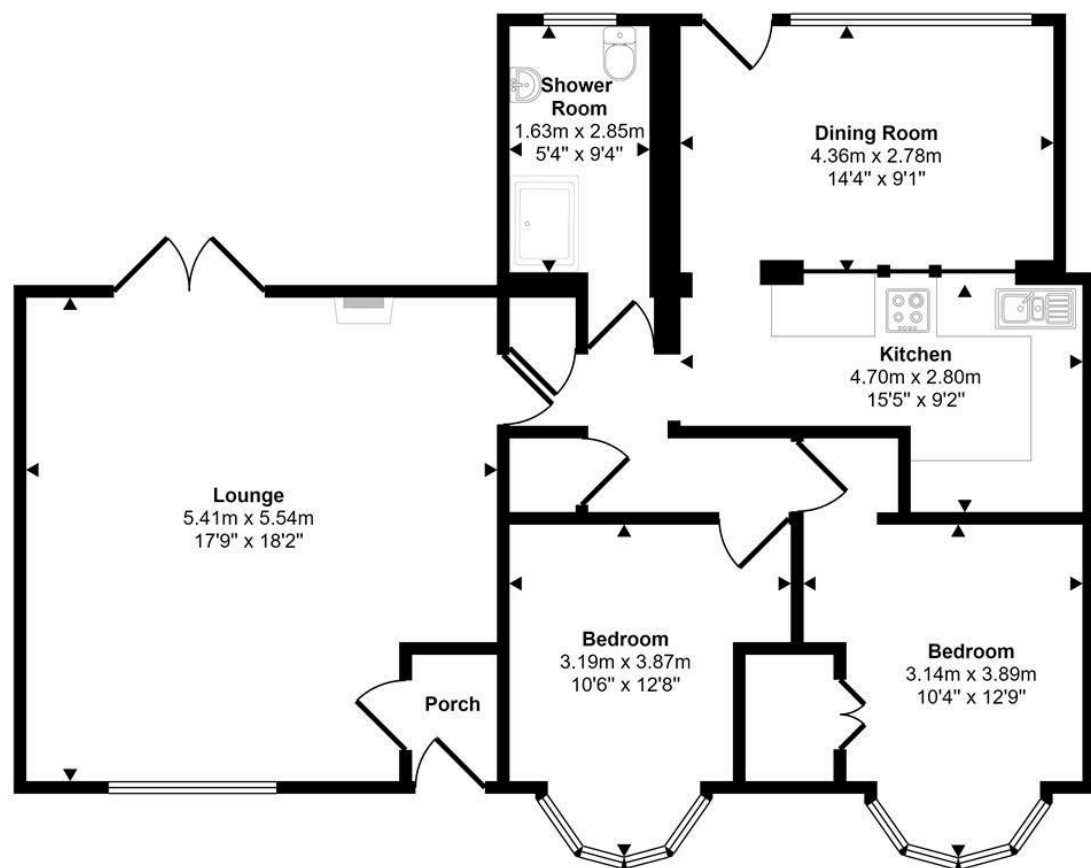 Shower
Room
1.63m x 2.85m
5'4" x 9'4"
Dining Room
4.36m x 2.78m
14'4" x 9'1"
Kitchen
4.70m x 2.80m
15'5" x 9'2"
Lounge
5.41m x 5.54m
17'9" x 18'2"
Porch
Bedroom
3.19m x 3.87m
10'6" x 12'8"
Bedroom
3.14m x 3.89m
10'4" x 12'9"